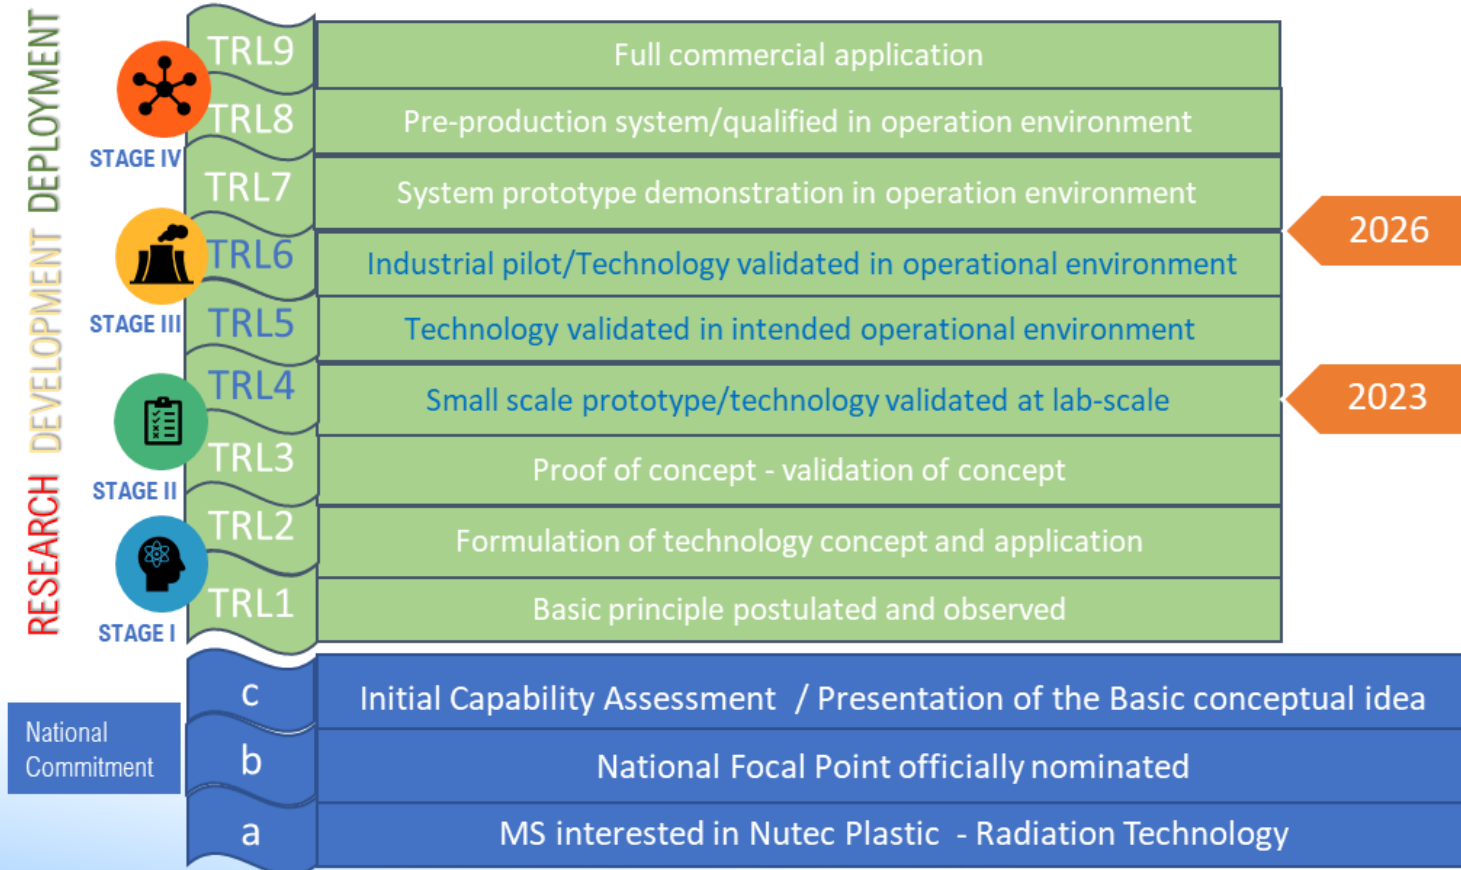 DEPLOYMENT
DEVELOPMENT
RESEARCH
TRL9 Full commercial application
TRL8 Pre-production system/qualified in operation environment
STAGE IV
TRL7 System prototype demonstration in operation environment
2026
TRL6 Industrial pilot/Technology validated in operational environment
STAGE III
TRL5 Technology validated in intended operational environment
TRL4 Small scale prototype/technology validated at lab-scale
2023
TRL3 Proof of concept - validation of concept
STAGE II
TRL2 Formulation of technology concept and application
TRL1 Basic principle postulated and observed
STAGE I
c Initial Capability Assessment / Presentation of the Basic conceptual idea
National
Commitment
b National Focal Point officially nominated
a MS interested in Nutec Plastic - Radiation Technology